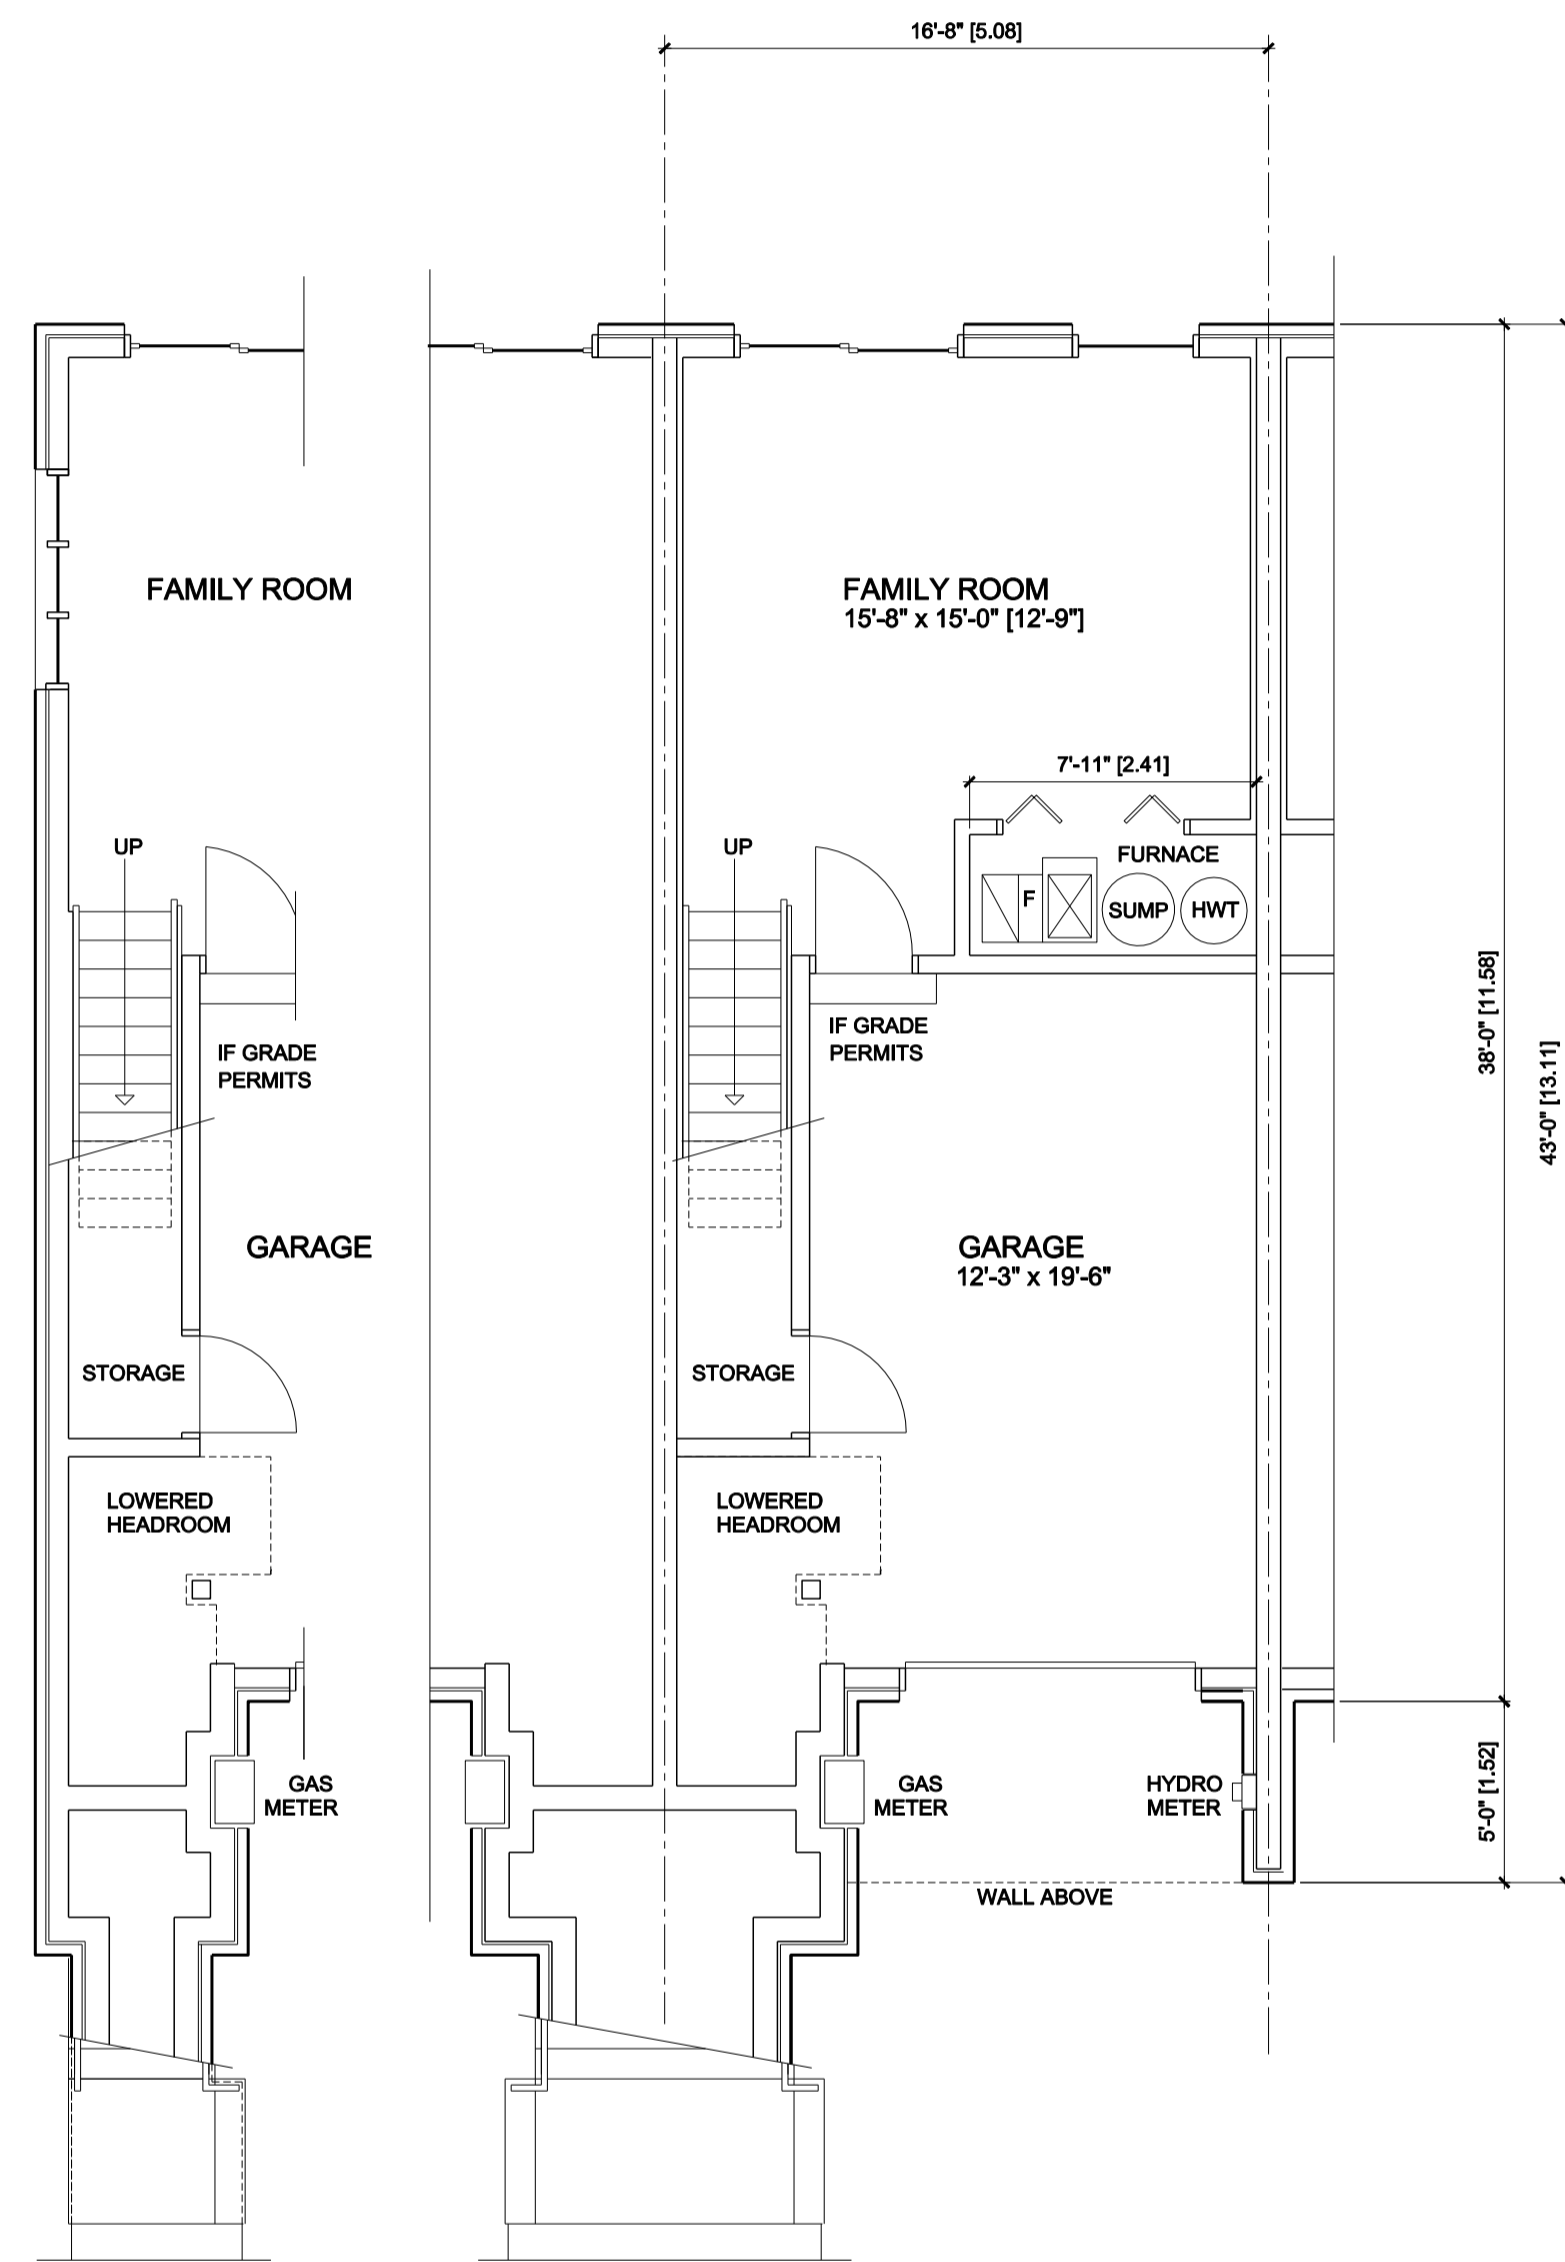 16'-8" [5.08]
FAMILY ROOM
FAMILY ROOM
15'-8" x 15'-0" [12'-9"]
7'-11" [2.41]
UP
UP
FURNACE
F
SUMP
HWT
38'-0" [11.58]
43'-0" [13.11]
IF GRADE
PERMITS
IF GRADE
PERMITS
GARAGE
GARAGE
12'-3" x 19'-6"
STORAGE
STORAGE
LOWERED
HEADROOM
LOWERED
HEADROOM
GAS
METER
GAS
METER
HYDRO
METER
5'-0" [1.52]
WALL ABOVE